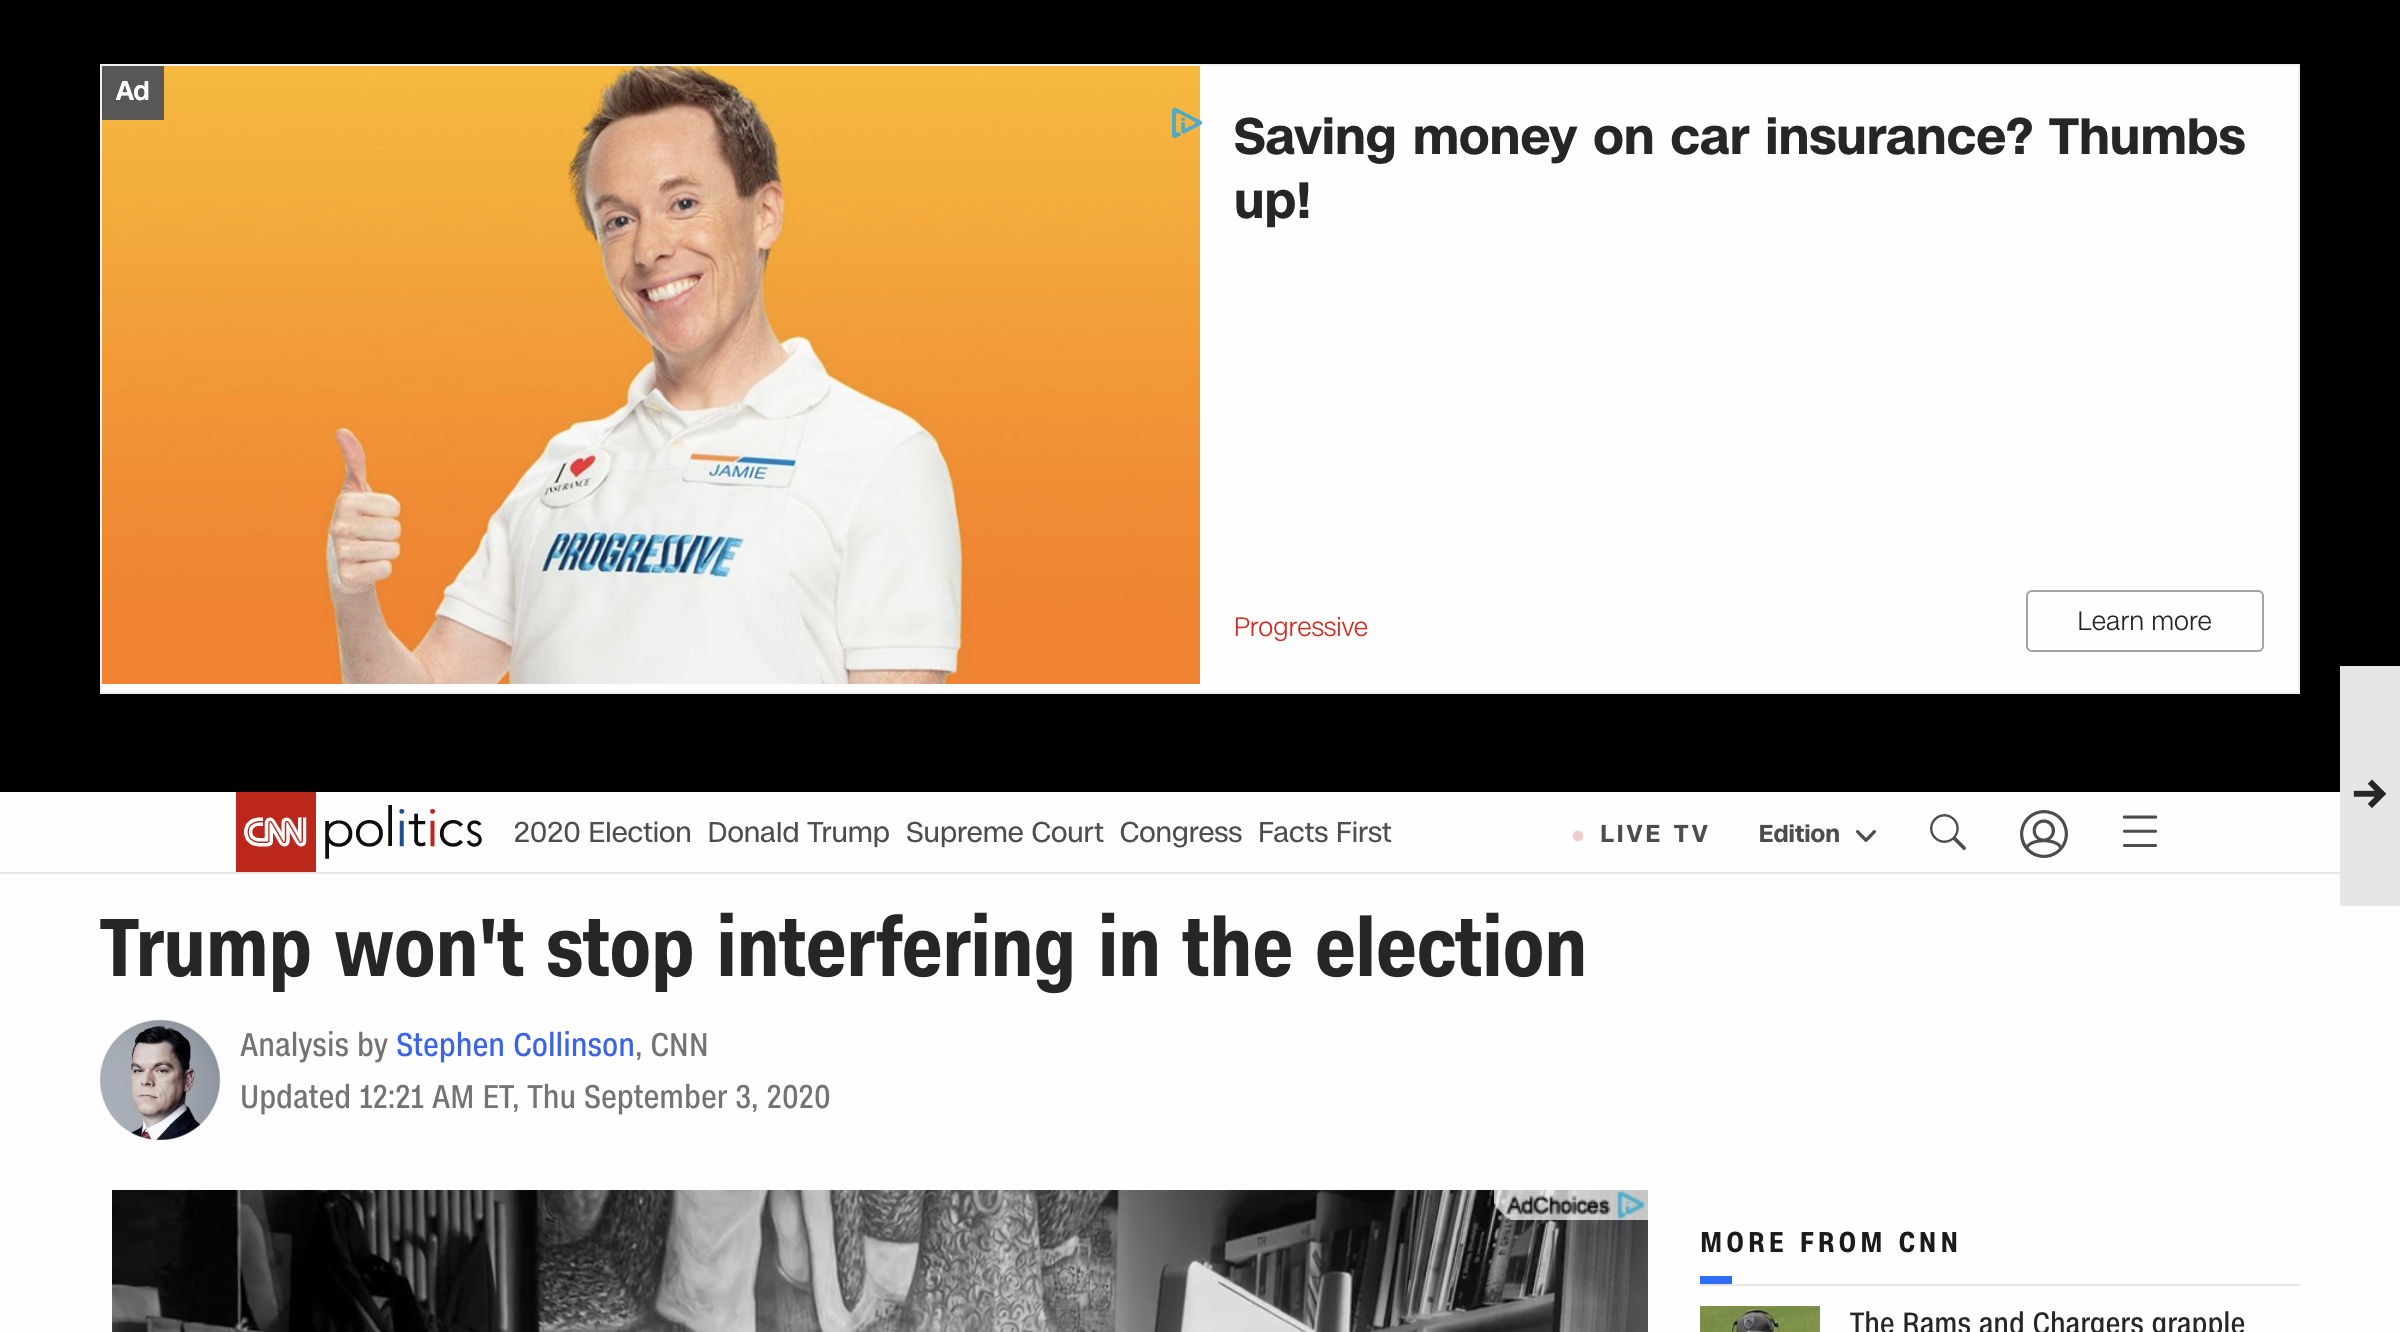 Ad
Saving money on car insurance? Thumbs
up!
I ❤
INSURANCE
JAMIE
PROGRESSIVE
Progressive
Learn more
CNN politics 2020 Election Donald Trump Supreme Court Congress Facts First LIVE TV Edition
Trump won't stop interfering in the election
Analysis by Stephen Collinson, CNN
Updated 12:21 AM ET, Thu September 3, 2020
AdChoices
MORE FROM CNN
The Rams and Chargers grapple